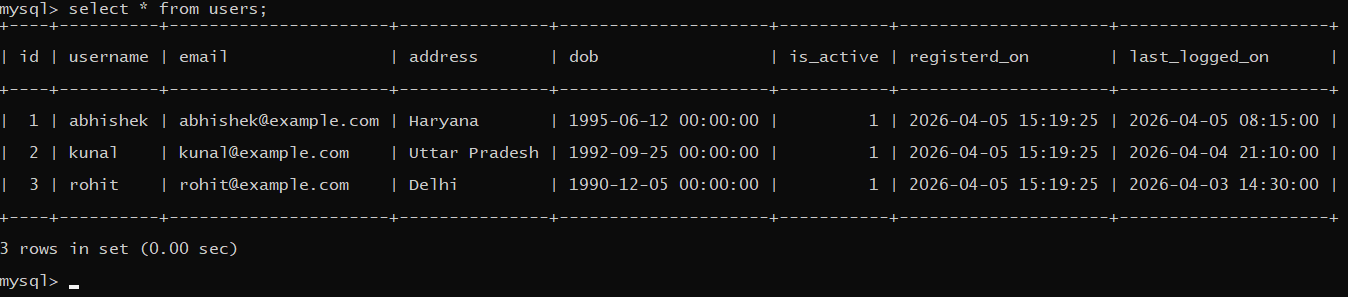 mysql> select * from users;
+----+----------+----------------------+---------------+---------------------+-----------+---------------------+---------------------+
| id | username | email                | address       | dob                 | is_active | registerd_on        | last_logged_on      |
+----+----------+----------------------+---------------+---------------------+-----------+---------------------+---------------------+
|  1 | abhishek | abhishek@example.com | Haryana       | 1995-06-12 00:00:00 |         1 | 2026-04-05 15:19:25 | 2026-04-05 08:15:00 |
|  2 | kunal    | kunal@example.com    | Uttar Pradesh | 1992-09-25 00:00:00 |         1 | 2026-04-05 15:19:25 | 2026-04-04 21:10:00 |
|  3 | rohit    | rohit@example.com    | Delhi         | 1990-12-05 00:00:00 |         1 | 2026-04-05 15:19:25 | 2026-04-03 14:30:00 |
+----+----------+----------------------+---------------+---------------------+-----------+---------------------+---------------------+
3 rows in set (0.00 sec)
mysql> _